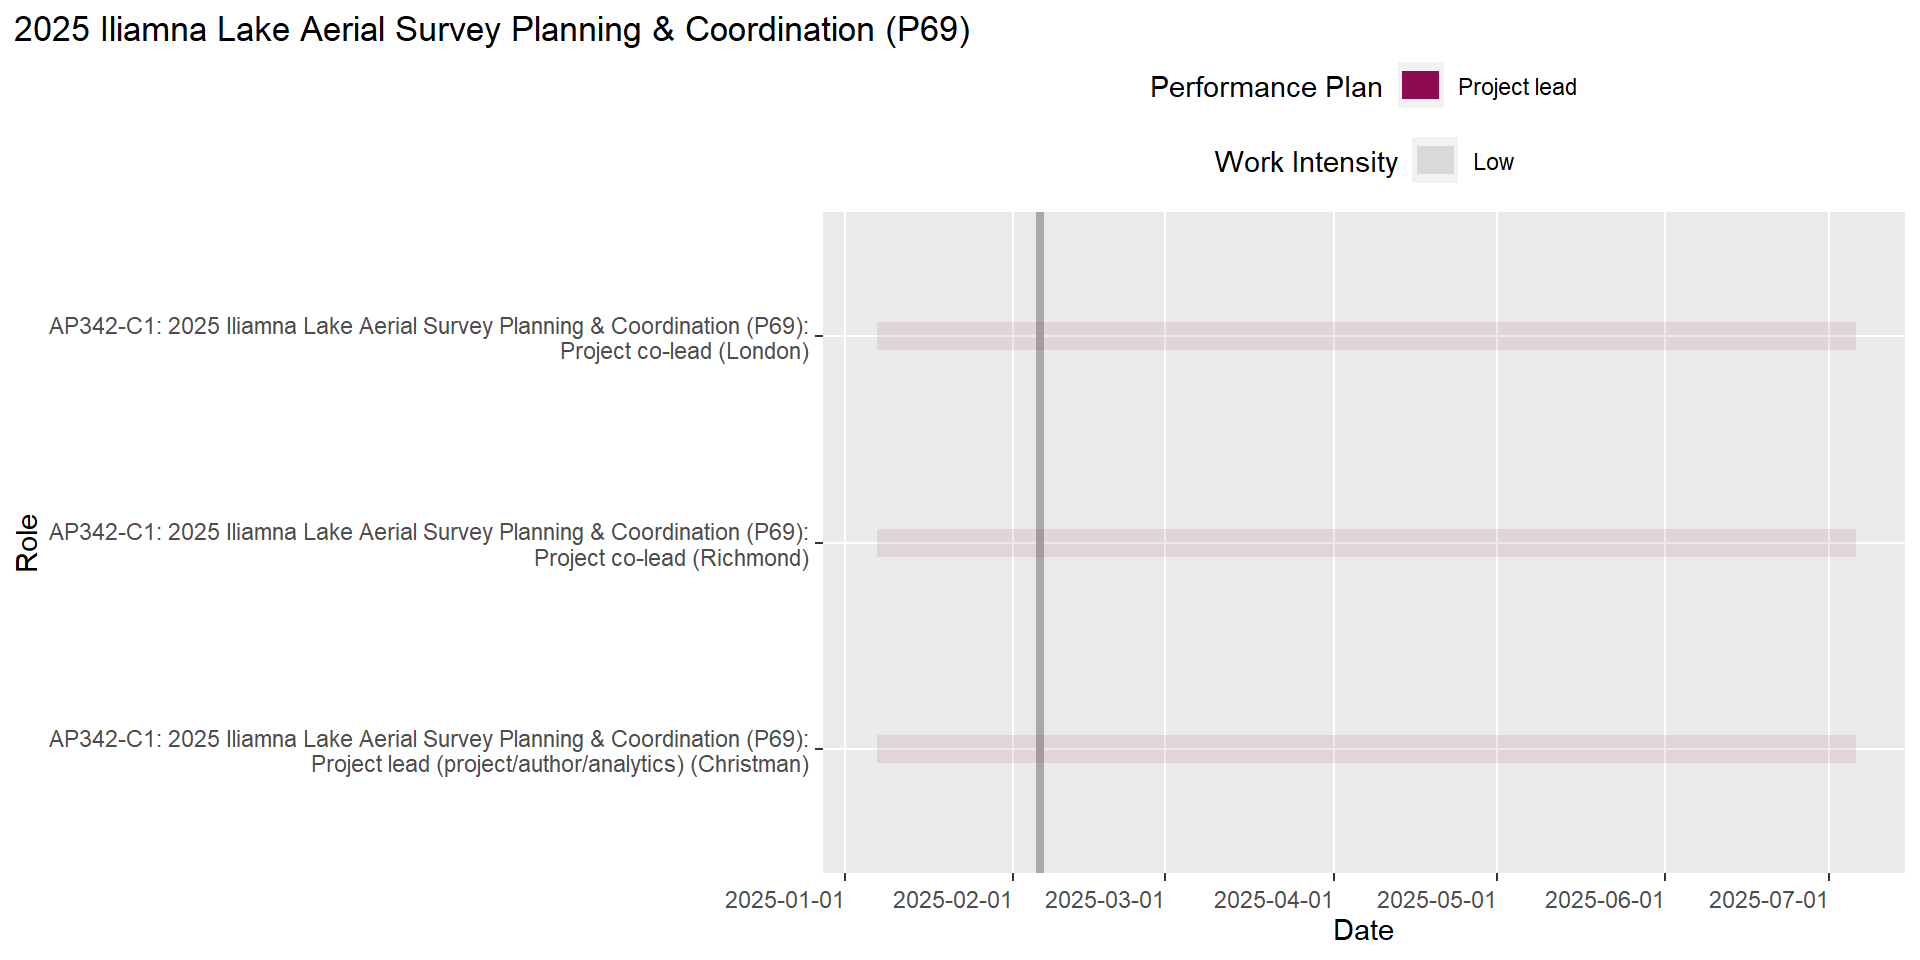 2025 Iliamna Lake Aerial Survey Planning & Coordination (P69)
Performance Plan Project lead
Work Intensity Low
AP342-C1: 2025 Iliamna Lake Aerial Survey Planning & Coordination (P69):
Project co-lead (London)
AP342-C1: 2025 Iliamna Lake Aerial Survey Planning & Coordination (P69):
Project co-lead (Richmond)
AP342-C1: 2025 Iliamna Lake Aerial Survey Planning & Coordination (P69):
Project lead (project/author/analytics) (Christman)
Role
2025-01-01 2025-02-01 2025-03-01 2025-04-01 2025-05-01 2025-06-01 2025-07-01
Date